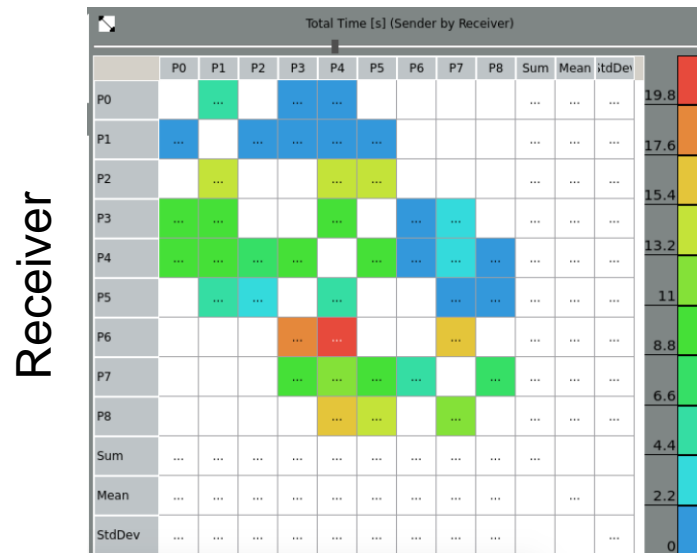 Total Time [s] (Sender by Receiver)
P0 P1 P2 P3 P4 P5 P6 P7 P8 Sum Mean StdDev
P0 ... ... ... ... ... ...
P1 ... ... ... ... ... ... ... ...
P2 ... ... ... ... ... ...
P3 ... ... ... ... ... ... ... ...
P4 ... ... ... ... ... ... ... ... ... ... ...
P5 ... ... ... ... ... ... ... ...
P6 ... ... ... ... ... ...
P7 ... ... ... ... ... ... ... ...
P8 ... ... ... ... ... ...
Sum ... ... ... ... ... ... ... ... ... ...
Mean ... ... ... ... ... ... ... ... ... ...
StdDev ... ... ... ... ... ... ... ... ... ...
19.8
17.6
15.4
13.2
11
8.8
6.6
4.4
2.2
0
Receiver